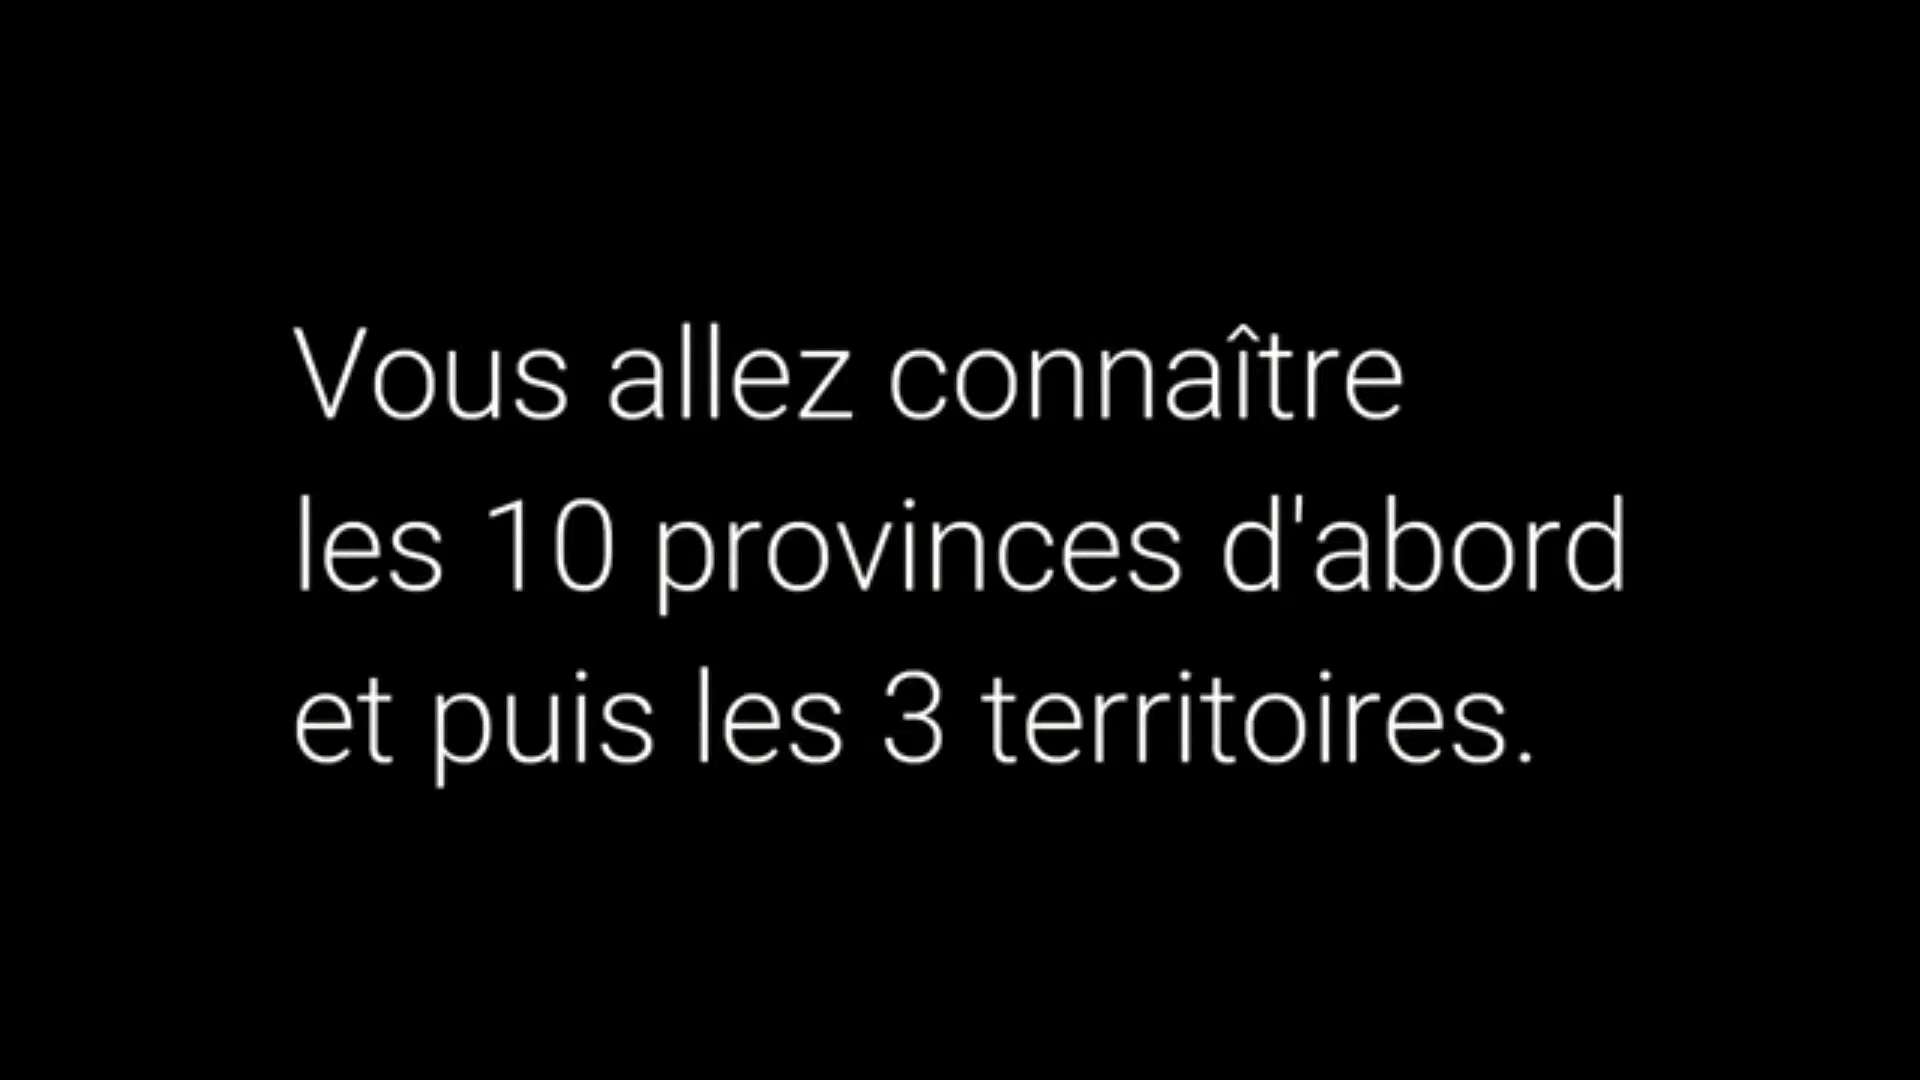 Vous allez connaître
les 10 provinces d'abord
et puis les 3 territoires.